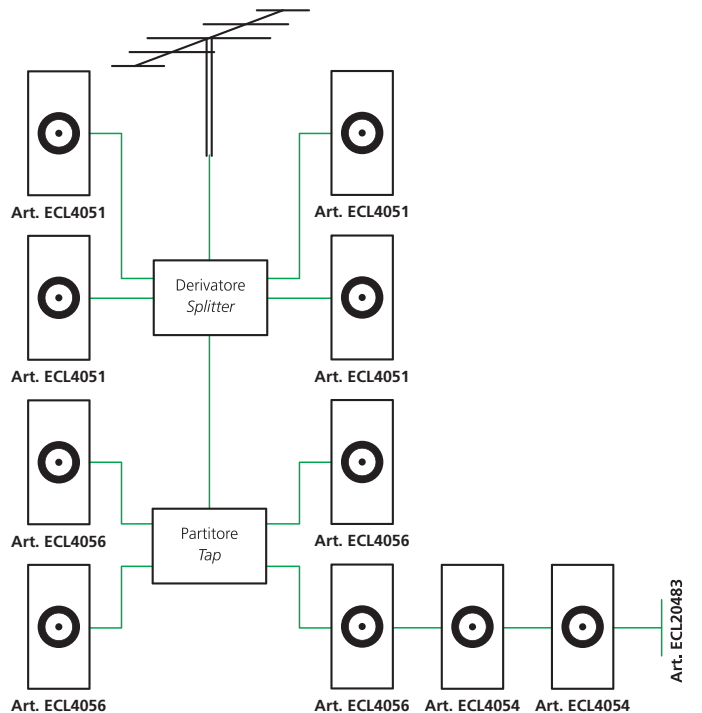 Art. ECL4051
Art. ECL4051
Derivatore
Splitter
Art. ECL4051
Art. ECL4051
Partitore
Tap
Art. ECL4056
Art. ECL4056
Art. ECL20483
Art. ECL4056
Art. ECL4056
Art. ECL4054
Art. ECL4054